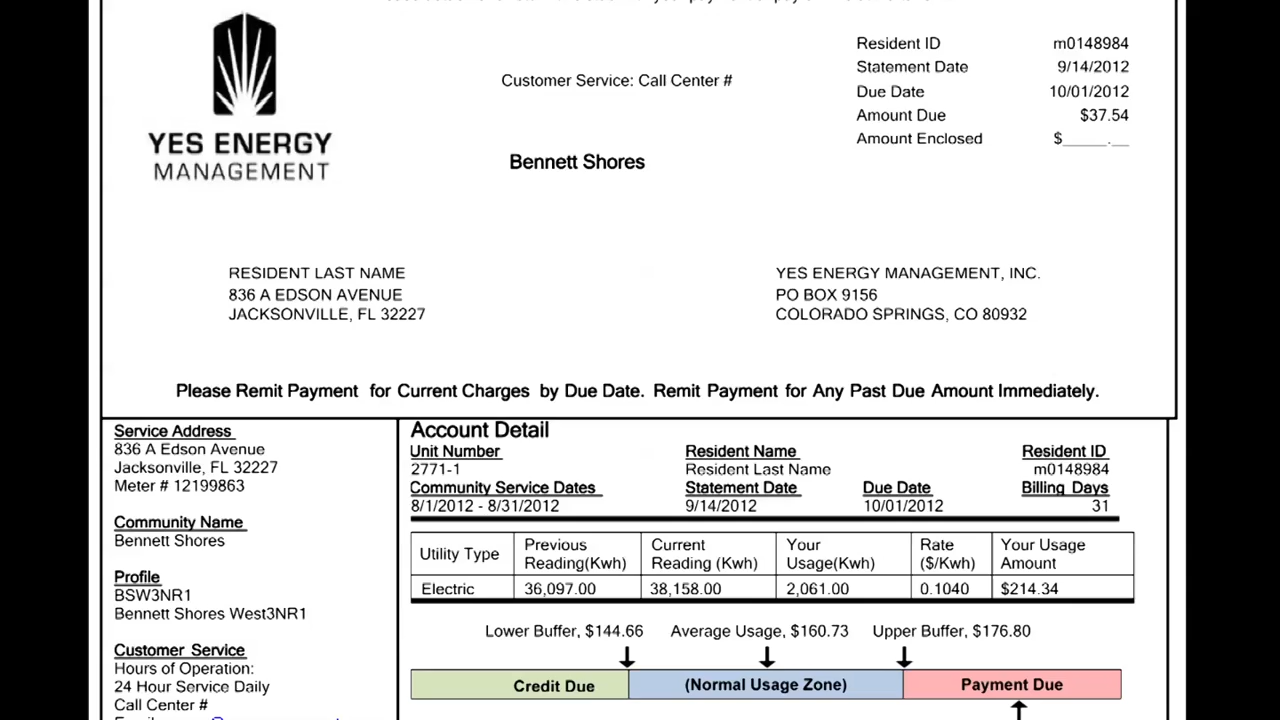 Resident ID m0148984
Statement Date 9/14/2012
Customer Service: Call Center #
Due Date 10/01/2012
Amount Due $37.54
Amount Enclosed $_____.__
YES ENERGY
MANAGEMENT
Bennett Shores
RESIDENT LAST NAME
836 A EDSON AVENUE
JACKSONVILLE, FL 32227
YES ENERGY MANAGEMENT, INC.
PO BOX 9156
COLORADO SPRINGS, CO 80932
Please Remit Payment for Current Charges by Due Date. Remit Payment for Any Past Due Amount Immediately.
Service Address
836 A Edson Avenue
Jacksonville, FL 32227
Meter # 12199863
Community Name
Bennett Shores
Profile
BSW3NR1
Bennett Shores West3NR1
Customer Service
Hours of Operation:
24 Hour Service Daily
Call Center #
Account Detail
Unit Number Resident Name Resident ID
2771-1 Resident Last Name m0148984
Community Service Dates Statement Date Due Date Billing Days
8/1/2012 - 8/31/2012 9/14/2012 10/01/2012 31
Utility Type Previous Reading(Kwh) Current Reading (Kwh) Your Usage(Kwh) Rate ($/Kwh) Your Usage Amount
Electric 36,097.00 38,158.00 2,061.00 0.1040 $214.34
Lower Buffer, $144.66 Average Usage, $160.73 Upper Buffer, $176.80
Credit Due (Normal Usage Zone) Payment Due